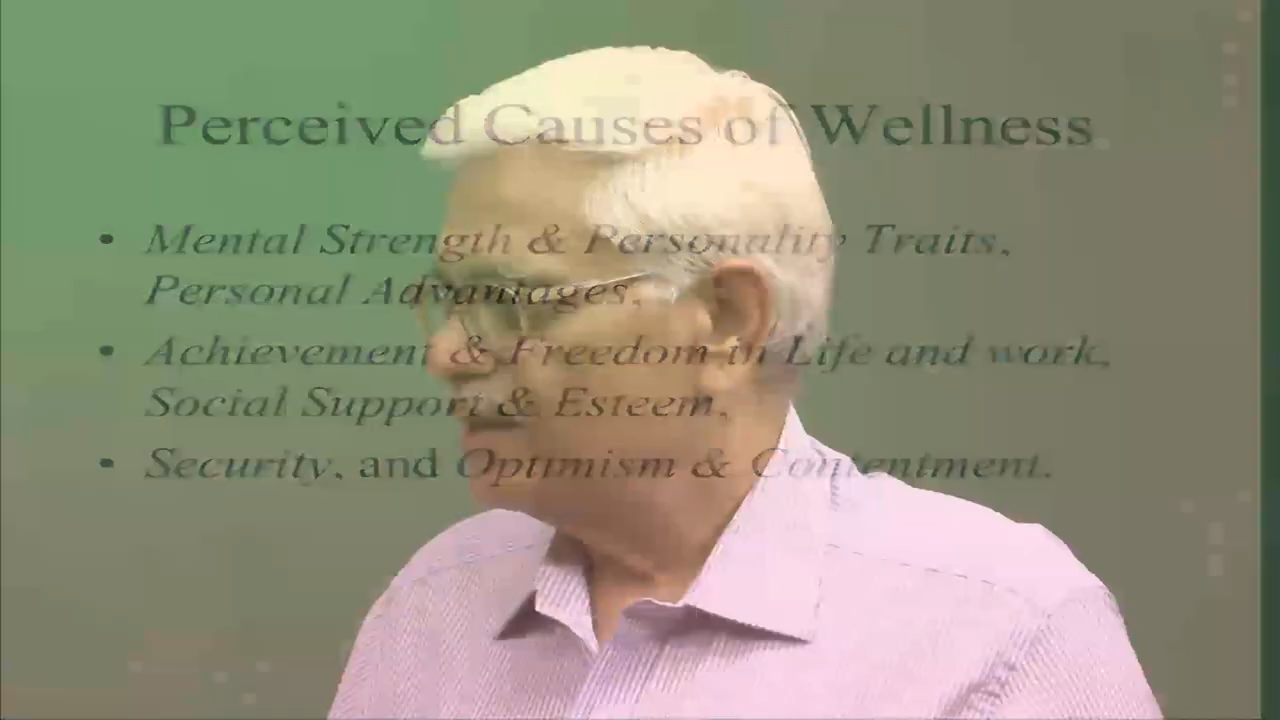 Perceived Causes of Wellness
• Mental Strength & Personality Traits,
Personal Advantages,
• Achievement & Freedom in Life and work,
Social Support & Esteem,
• Security, and Optimism & Contentment.